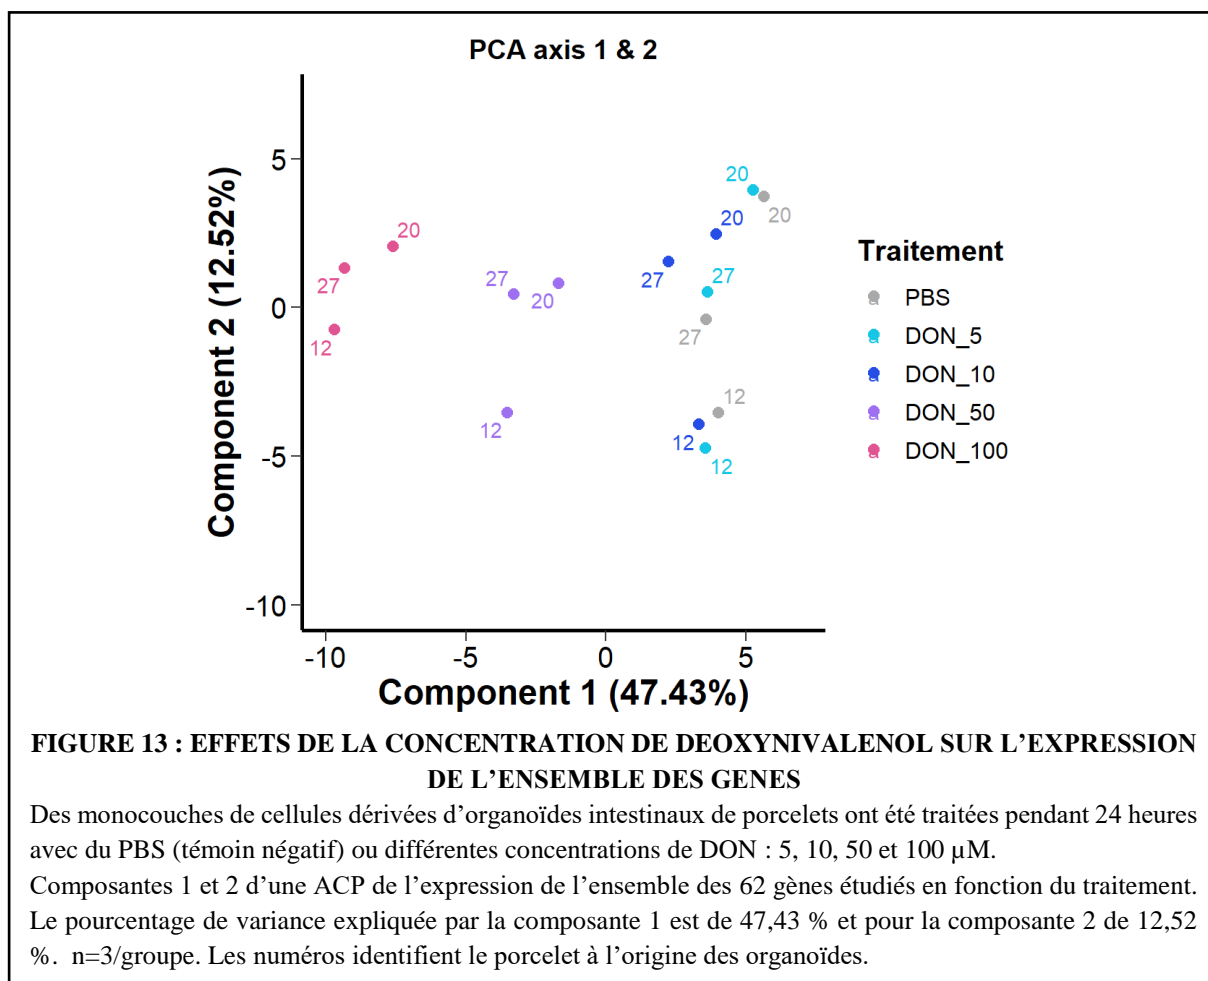 PCA axis 1 & 2
Component 2 (12.52%)
5
0
-5
-10
20
20
20
20
27
27
27
20
27
27
12
12
12
12
12
-10
-5
0
5
Component 1 (47.43%)
Traitement
a PBS
a DON_5
a DON_10
a DON_50
a DON_100
FIGURE 13 : EFFETS DE LA CONCENTRATION DE DEOXYNIVALENOL SUR L’EXPRESSION
DE L’ENSEMBLE DES GENES
Des monocouches de cellules dérivées d’organoïdes intestinaux de porcelets ont été traitées pendant 24 heures
avec du PBS (témoin négatif) ou différentes concentrations de DON : 5, 10, 50 et 100 µM.
Composantes 1 et 2 d’une ACP de l’expression de l’ensemble des 62 gènes étudiés en fonction du traitement.
Le pourcentage de variance expliquée par la composante 1 est de 47,43 % et pour la composante 2 de 12,52
%. n=3/groupe. Les numéros identifient le porcelet à l’origine des organoïdes.